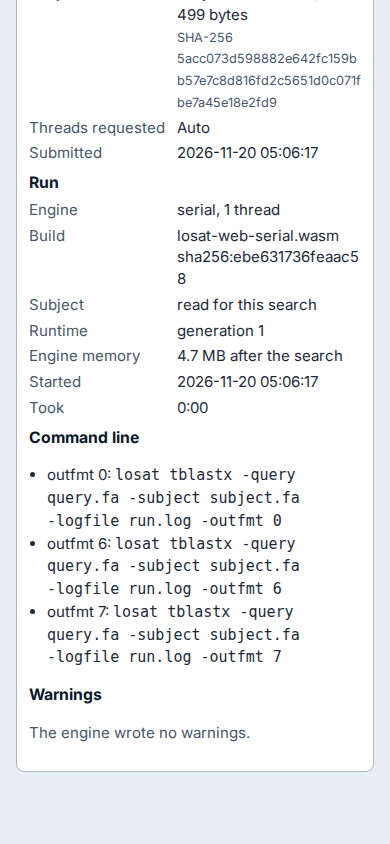 499 bytes
SHA-256
5acc073d598882e642fc159b
b57e7c8d816fd2c5651d0c071f
be7a45e18e2fd9
Threads requested Auto
Submitted 2026-11-20 05:06:17
Run
Engine serial, 1 thread
Build losat-web-serial.wasm
sha256:ebe631736feaac5
8
Subject read for this search
Runtime generation 1
Engine memory 4.7 MB after the search
Started 2026-11-20 05:06:17
Took 0:00
Command line
• outfmt 0: losat tblastx -query
query.fa -subject subject.fa
-logfile run.log -outfmt 0
• outfmt 6: losat tblastx -query
query.fa -subject subject.fa
-logfile run.log -outfmt 6
• outfmt 7: losat tblastx -query
query.fa -subject subject.fa
-logfile run.log -outfmt 7
Warnings
The engine wrote no warnings.